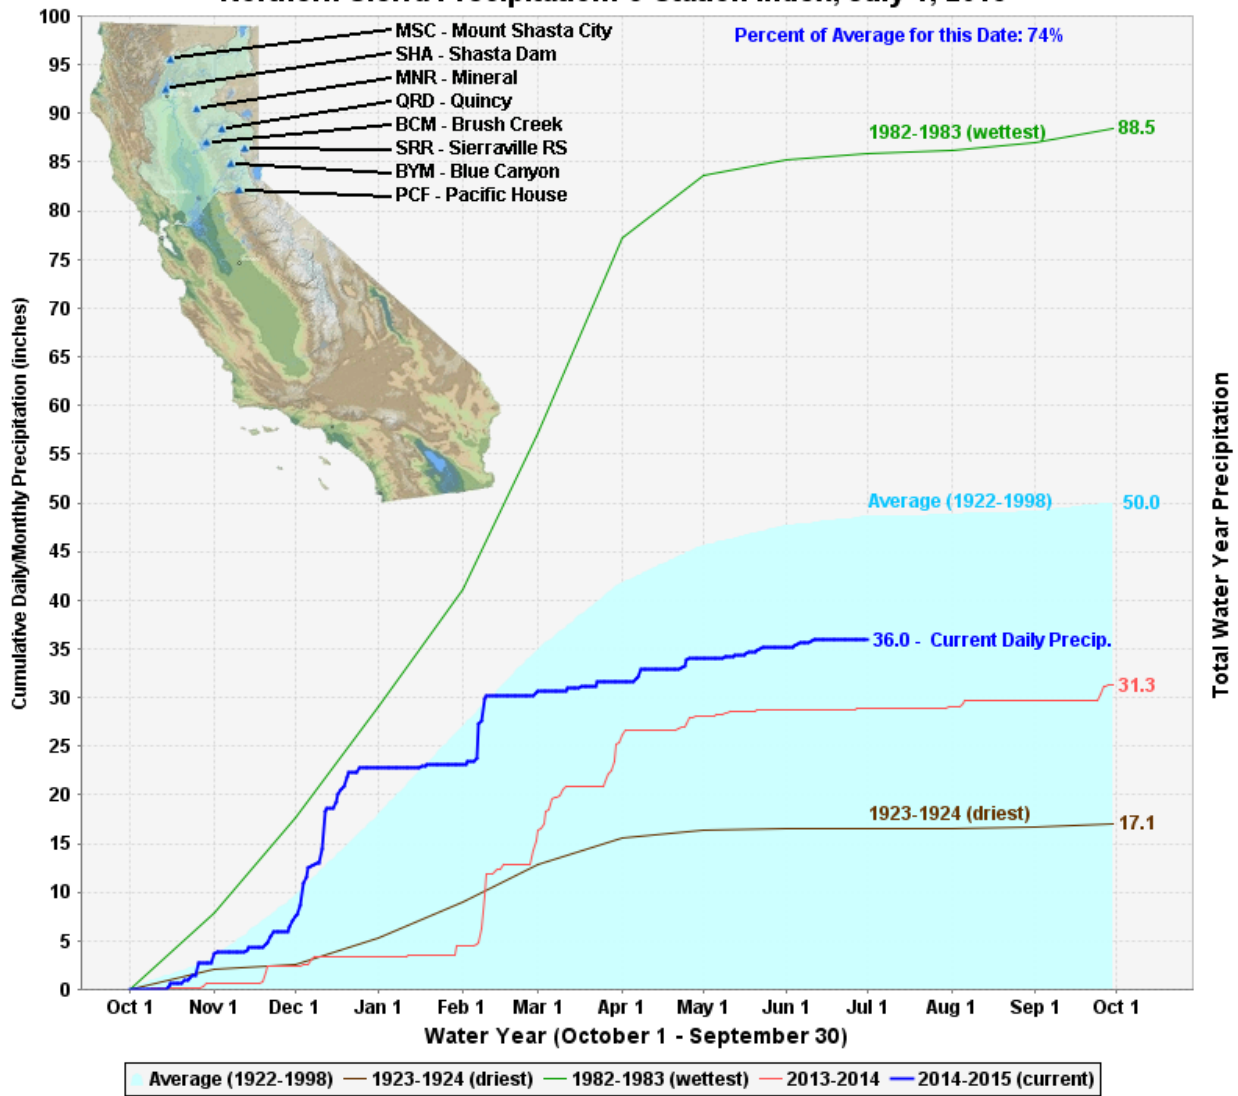 100
95
90
85
80
75
70
65
60
55
50
45
40
35
30
25
20
15
10
5
0
Cumulative Daily/Monthly Precipitation (inches)
MSC - Mount Shasta City
SHA - Shasta Dam
MNR - Mineral
QRD - Quincy
BCM - Brush Creek
SRR - Sierraville RS
BYM - Blue Canyon
PCF - Pacific House
Percent of Average for this Date: 74%
1982-1983 (wettest) 88.5
Average (1922-1998) 50.0
36.0 - Current Daily Precip.
31.3
1923-1924 (driest) 17.1
Total Water Year Precipitation
Oct 1 Nov 1 Dec 1 Jan 1 Feb 1 Mar 1 Apr 1 May 1 Jun 1 Jul 1 Aug 1 Sep 1 Oct 1
Water Year (October 1 - September 30)
Average (1922-1998) 1923-1924 (driest) 1982-1983 (wettest) 2013-2014 2014-2015 (current)